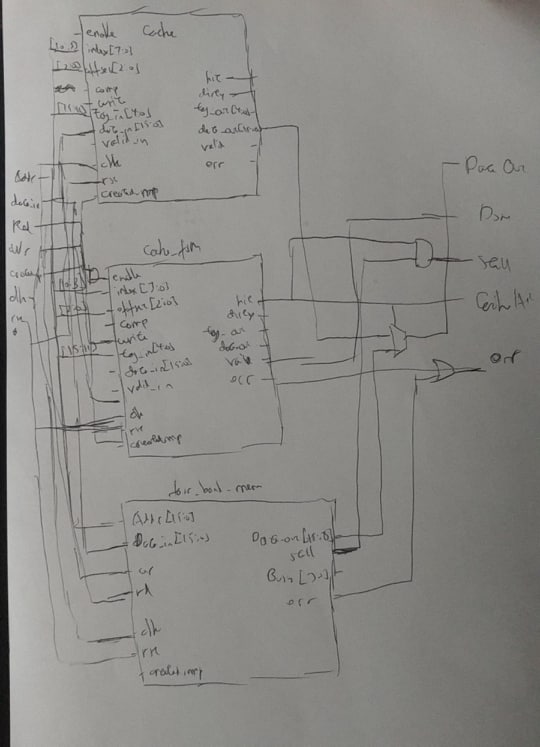 enable Cache
[10:3] index [7:0]
[2:0] offset [2:0]
comp
write
[15:11] tag_in [4:0]
data_in [15:0]
valid_in
clk
rst
createdump
hit
dirty
tag_out [4:0]
data_out [15:0]
valid
err
Addr
data_in
Rd
Wr
createdump
clk
rst
Data Out
Done
Stall
CacheHit
err
Cache_fsm
enable
[10:3] index [7:0]
[2:0] offset [2:0]
comp
write
[15:11] tag_in [4:0]
data_in [15:0]
valid_in
clk
rst
createdump
hit
dirty
tag_out
data_out
valid
err
four_bank_mem
Addr [15:0]
Data_in [15:0]
wr
rd
clk
rst
createdump
Data_out [15:0]
stall
Busy [3:0]
err